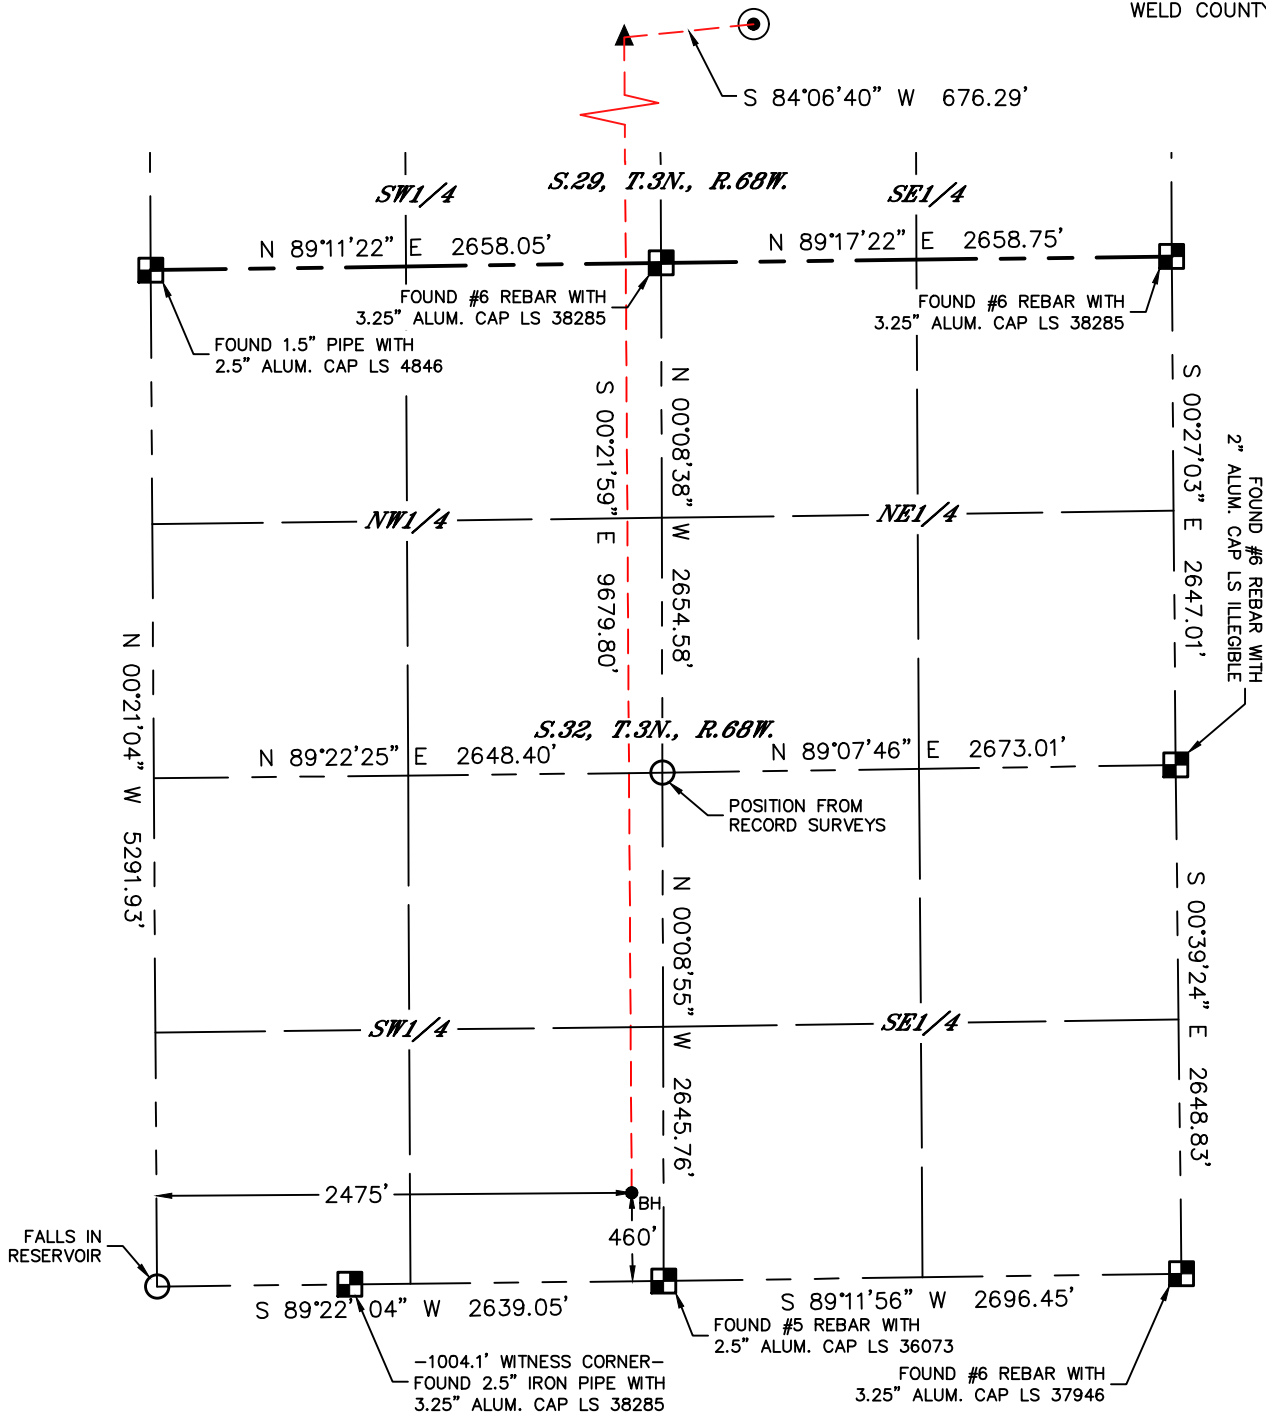 WELD COUNTY
S 84°06'40" W 676.29'
S.29, T.3N., R.68W.
SW1/4
SE1/4
N 89°11'22" E 2658.05'
N 89°17'22" E 2658.75'
FOUND #6 REBAR WITH
3.25" ALUM. CAP LS 38285
FOUND #6 REBAR WITH
3.25" ALUM. CAP LS 38285
FOUND 1.5" PIPE WITH
2.5" ALUM. CAP LS 4846
S 00°21'59" E 9679.80'
N 00°08'38" W 2654.58'
S 00°27'03" E 2647.01'
FOUND #6 REBAR WITH
2" ALUM. CAP LS ILLEGIBLE
NW1/4
NE1/4
N 00°21'04" W 5291.93'
S.32, T.3N., R.68W.
N 89°22'25" E 2648.40'
N 89°07'46" E 2673.01'
POSITION FROM
RECORD SURVEYS
N 00°08'55" W 2645.76'
S 00°39'24" E 2648.83'
SW1/4
SE1/4
2475'
BH
460'
FALLS IN
RESERVOIR
S 89°22'04" W 2639.05'
S 89°11'56" W 2696.45'
FOUND #5 REBAR WITH
2.5" ALUM. CAP LS 36073
-1004.1' WITNESS CORNER-
FOUND 2.5" IRON PIPE WITH
3.25" ALUM. CAP LS 38285
FOUND #6 REBAR WITH
3.25" ALUM. CAP LS 37946